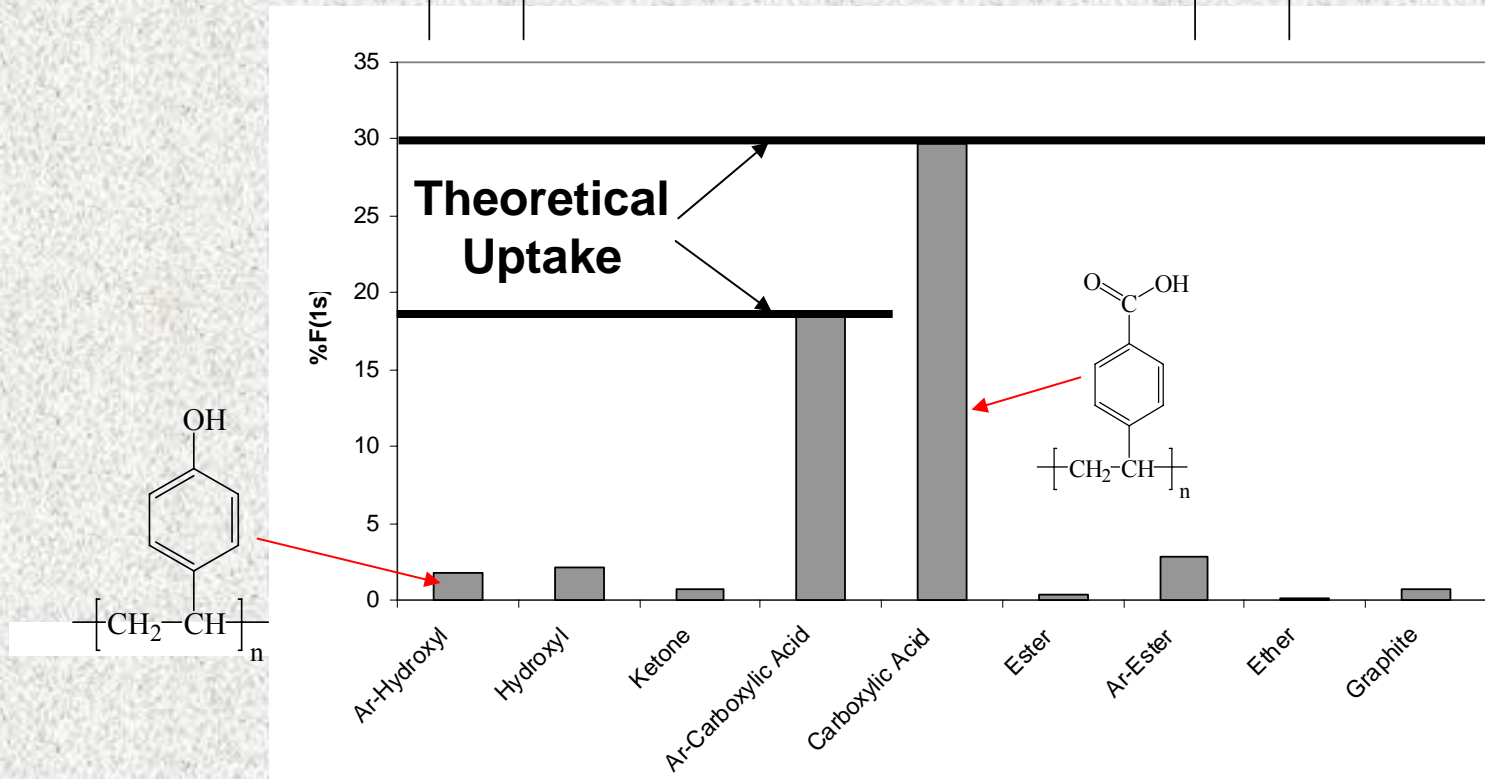 35
30
25
20
15
10
5
0
%F(1s)
Theoretical
Uptake
O
OH
C
CH2 CH
n
OH
CH2 CH
n
Ar-Hydroxyl
Hydroxyl
Ketone
Ar-Carboxylic Acid
Carboxylic Acid
Ester
Ar-Ester
Ether
Graphite